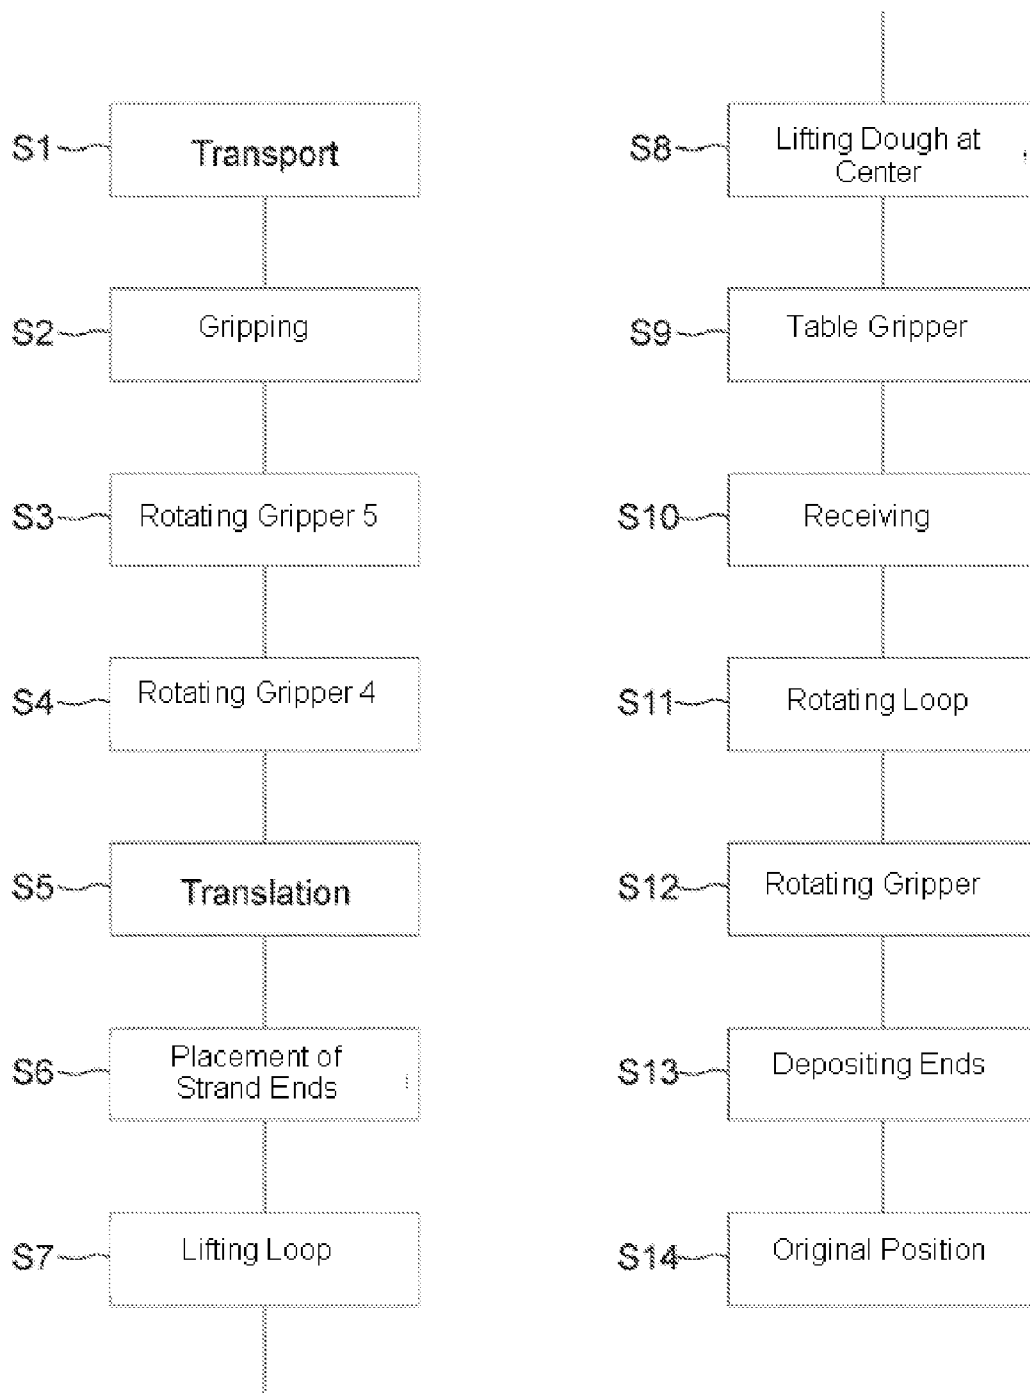 S1
Transport
S2
Gripping
S3
Rotating Gripper 5
S4
Rotating Gripper 4
S5
Translation
S6
Placement of
Strand Ends
S7
Lifting Loop
S8
Lifting Dough at
Center
S9
Table Gripper
S10
Receiving
S11
Rotating Loop
S12
Rotating Gripper
S13
Depositing Ends
S14
Original Position